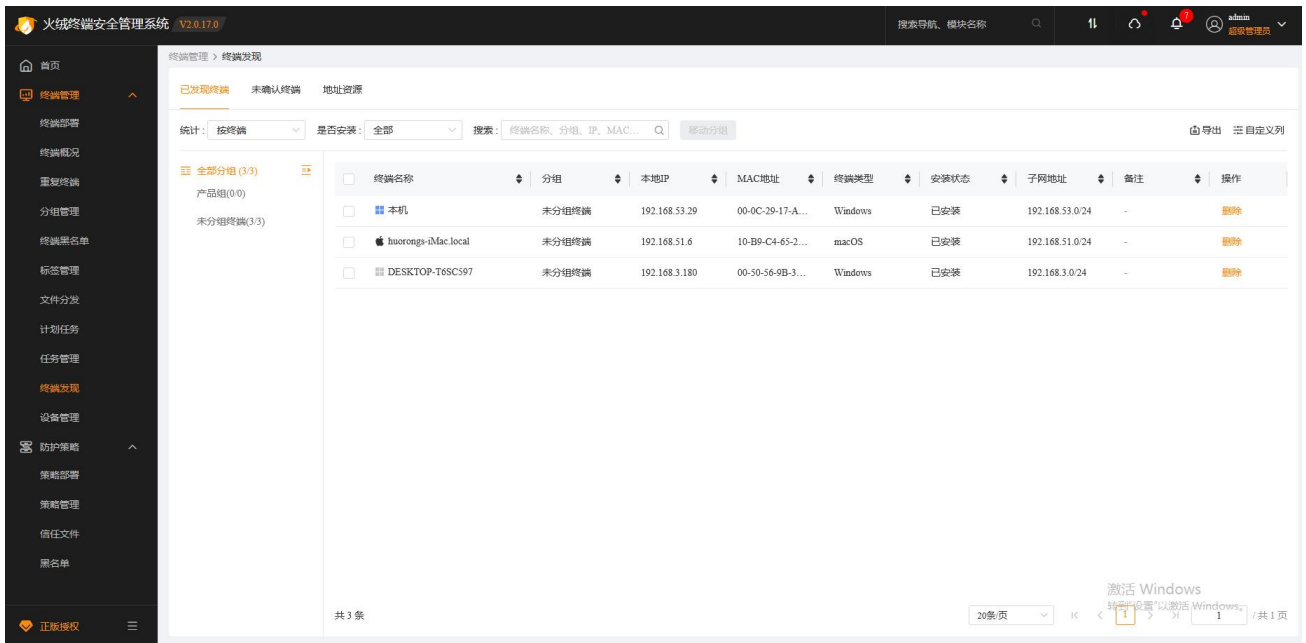 火绒终端安全管理系统 V2.0.17.0 搜索导航、模块名称 7 admin
超级管理员
首页
终端管理
终端部署
终端概况
重复终端
分组管理
终端黑名单
标签管理
文件分发
计划任务
任务管理
终端发现
设备管理
防护策略
策略部署
策略管理
信任文件
黑名单
正版授权
终端管理 > 终端发现
已发现终端 未确认终端 地址资源
统计: 按终端 是否安装: 全部 搜索: 终端名称、分组、IP、MAC... 移动分组 导出 自定义列
全部分组 (3/3)
产品组(0/0)
未分组终端(3/3)
终端名称 分组 本地IP MAC地址 终端类型 安装状态 子网地址 备注 操作
本机 未分组终端 192.168.53.29 00-0C-29-17-A... Windows 已安装 192.168.53.0/24 - 删除
huorongs-iMac.local 未分组终端 192.168.51.6 10-B9-C4-65-2... macOS 已安装 192.168.51.0/24 - 删除
DESKTOP-T6SC597 未分组终端 192.168.3.180 00-50-56-9B-3... Windows 已安装 192.168.3.0/24 - 删除
激活 Windows
转到"设置"以激活 Windows。
共 3 条 20条/页 1 1 / 共 1 页